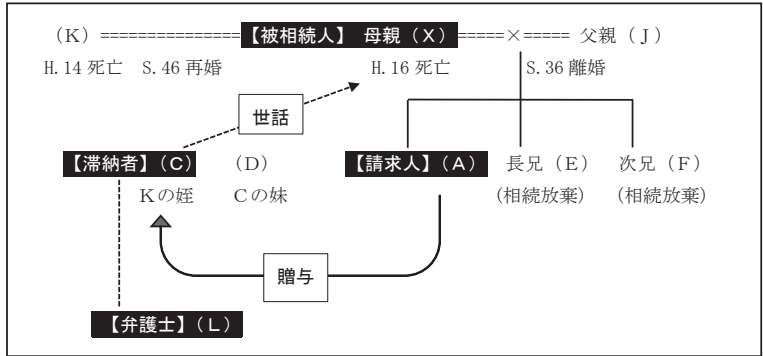 (K) ===============【被相続人】 母親(X)=====×===== 父親(J)
H.14 死亡 S.46 再婚 H.16 死亡 S.36 離婚
世話
【滞納者】(C) (D) 【請求人】(A) 長兄(E) 次兄(F)
Kの姪 Cの妹 (相続放棄) (相続放棄)
贈与
【弁護士】(L)